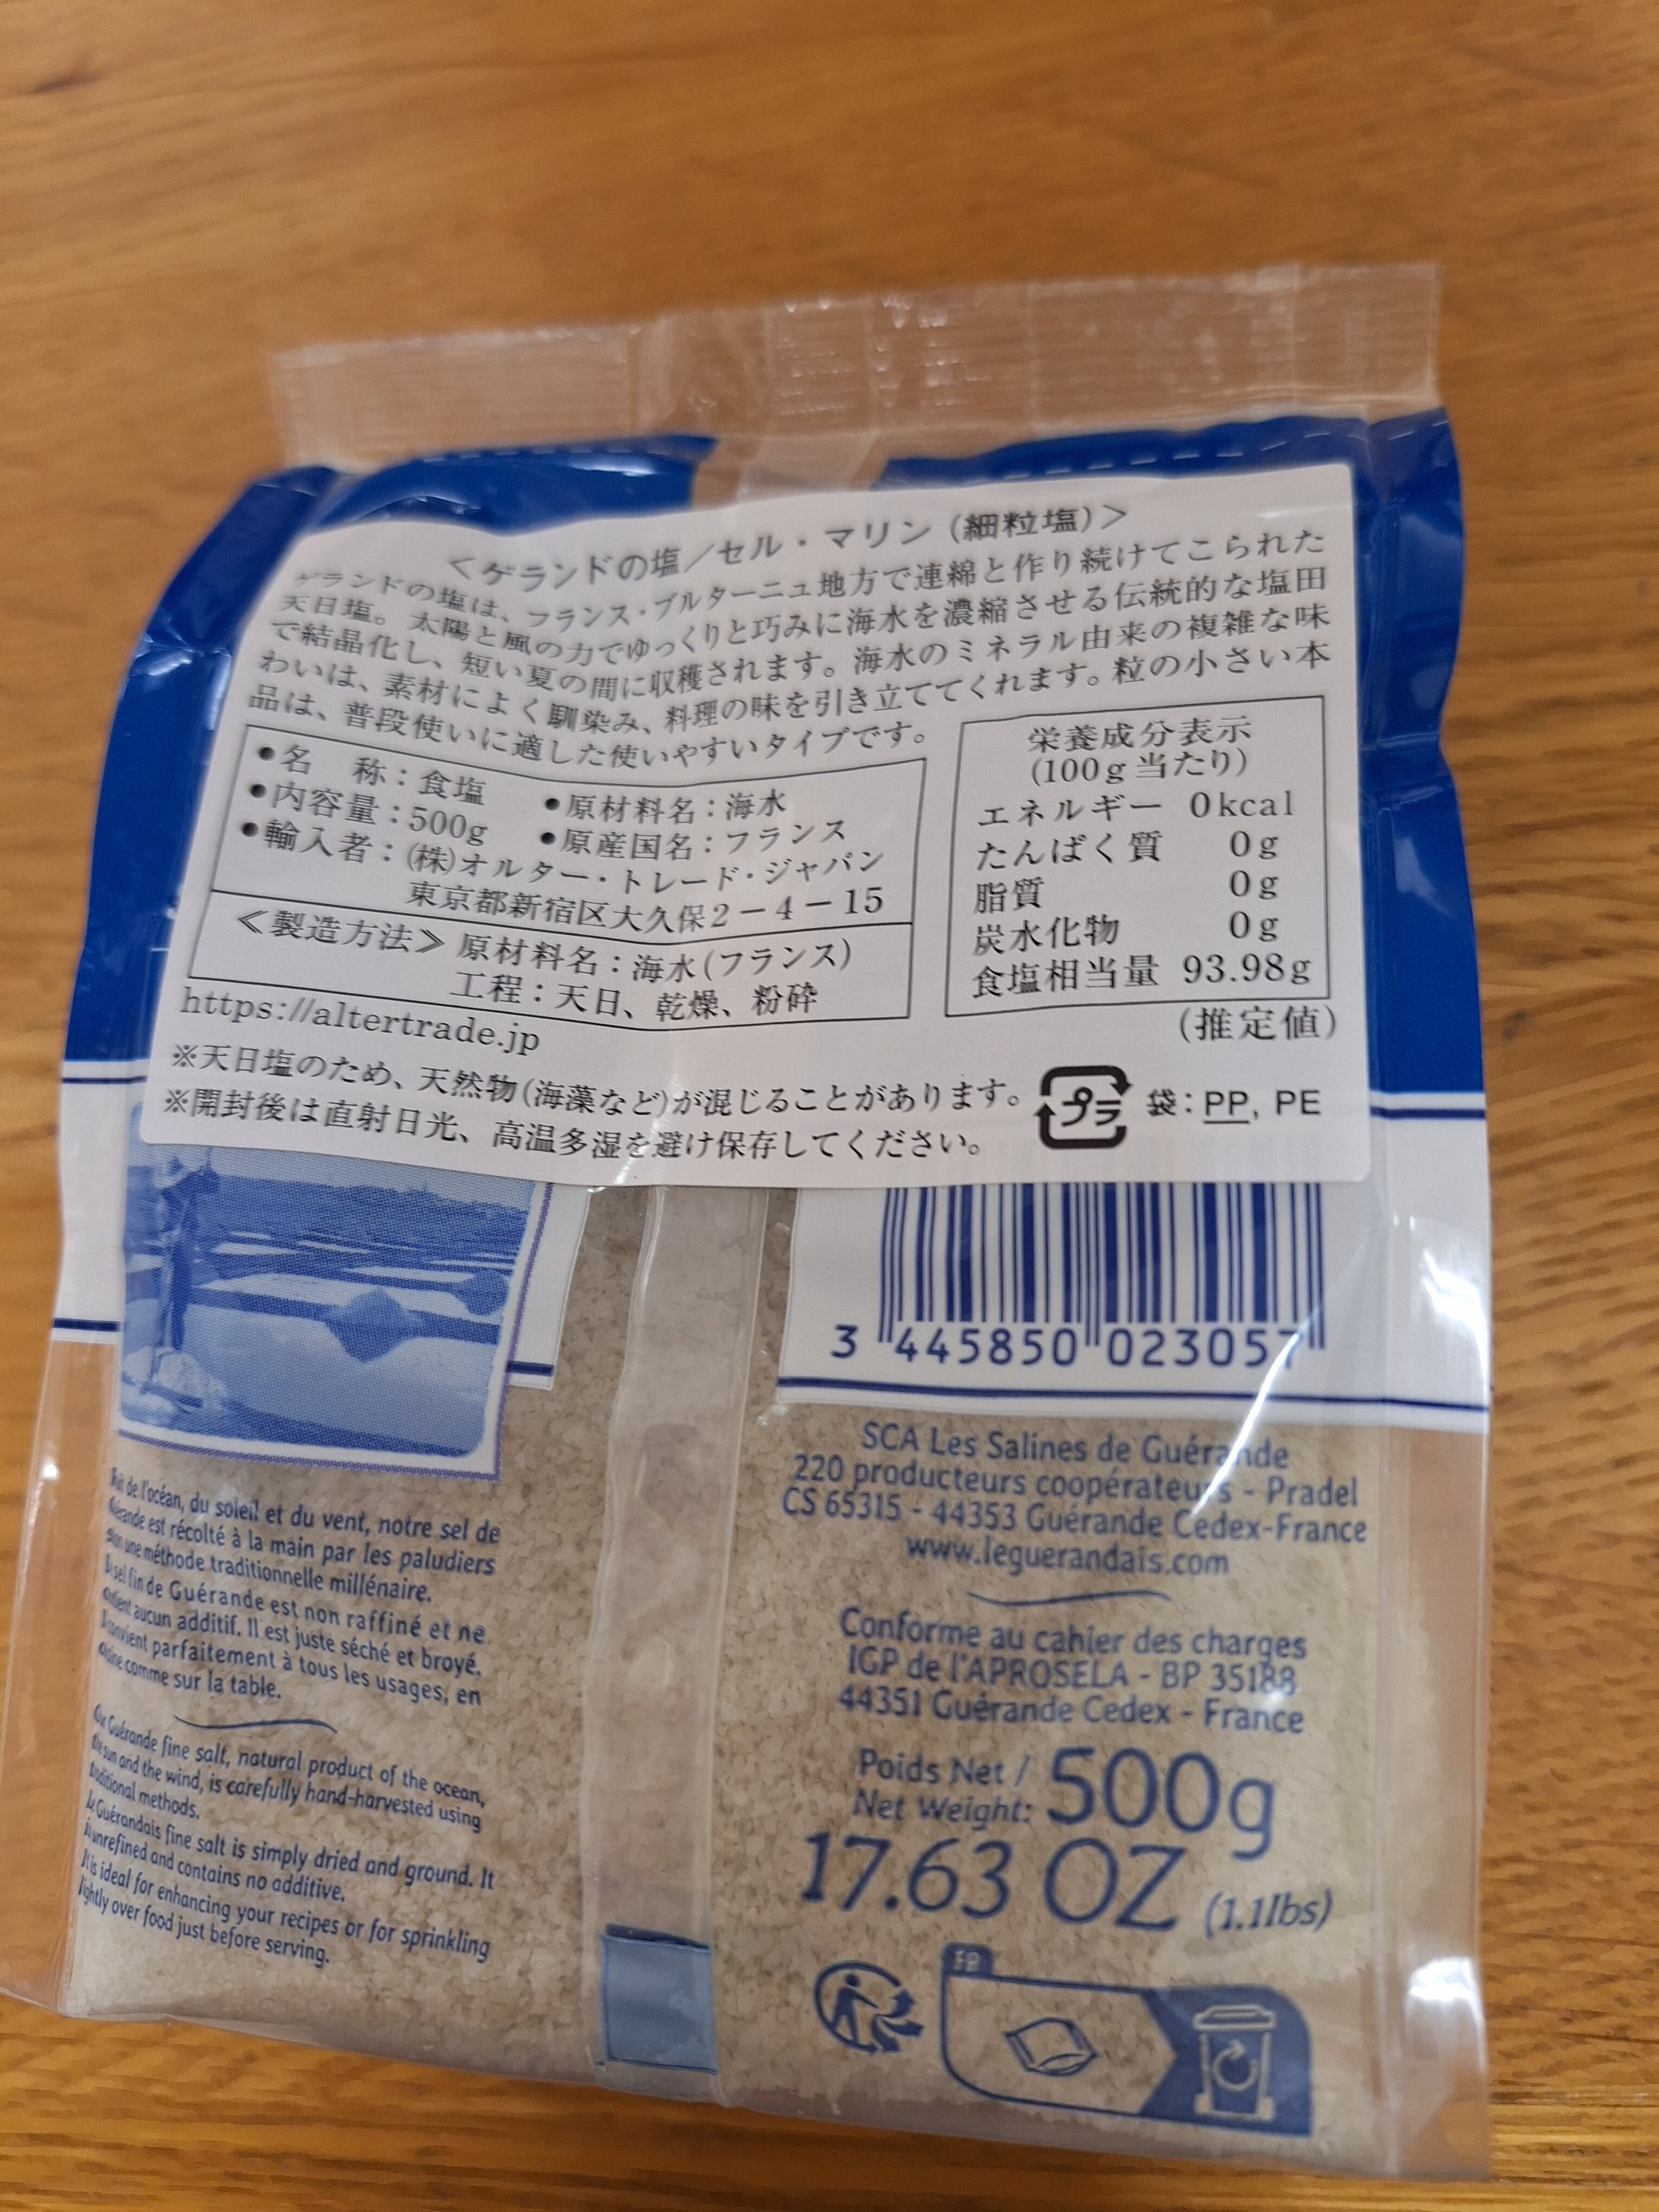 ＜ゲランドの塩／セル・マリン（細粒塩）＞
ゲランドの塩は、フランス・ブルターニュ地方で連綿と作り続けてこられた
天日塩。太陽と風の力でゆっくりと巧みに海水を濃縮させる伝統的な塩田
で結晶化し、短い夏の間に収穫されます。海水のミネラル由来の複雑な味
わいは、素材によく馴染み、料理の味を引き立ててくれます。粒の小さい本
品は、普段使いに適した使いやすいタイプです。
●名　称：食塩　●原材料名：海水
●内容量：500g　●原産国名：フランス
●輸入者：(株)オルター・トレード・ジャパン
東京都新宿区大久保2－4－15
≪製造方法≫ 原材料名：海水(フランス)
工程：天日、乾燥、粉砕
https://altertrade.jp
栄養成分表示
(100g当たり)
エネルギー 0kcal
たんぱく質 0g
脂質 0g
炭水化物 0g
食塩相当量 93.98g
(推定値)
※天日塩のため、天然物(海藻など)が混じることがあります。
※開封後は直射日光、高温多湿を避け保存してください。
プラ 袋：PP, PE
3 445850 023057
de l'océan, du soleil et du vent, notre sel de
est récolté à la main par les paludiers
une méthode traditionnelle millénaire.
sel fin de Guérande est non raffiné et ne
aucun additif. Il est juste séché et broyé.
parfaitement à tous les usages, en
comme sur la table.
Guérande fine salt, natural product of the ocean,
sun and the wind, is carefully hand-harvested using
methods.
Guérandais fine salt is simply dried and ground. It
unrefined and contains no additive.
is ideal for enhancing your recipes or for sprinkling
over food just before serving.
SCA Les Salines de Guérande
220 producteurs coopérateurs - Pradel
CS 65315 - 44353 Guérande Cedex-France
www.leguerandais.com
Conforme au cahier des charges
IGP de l'APROSELA - BP 35188
44351 Guérande Cedex - France
Poids Net /
Net Weight: 500g
17.63 OZ (1.1lbs)
FR